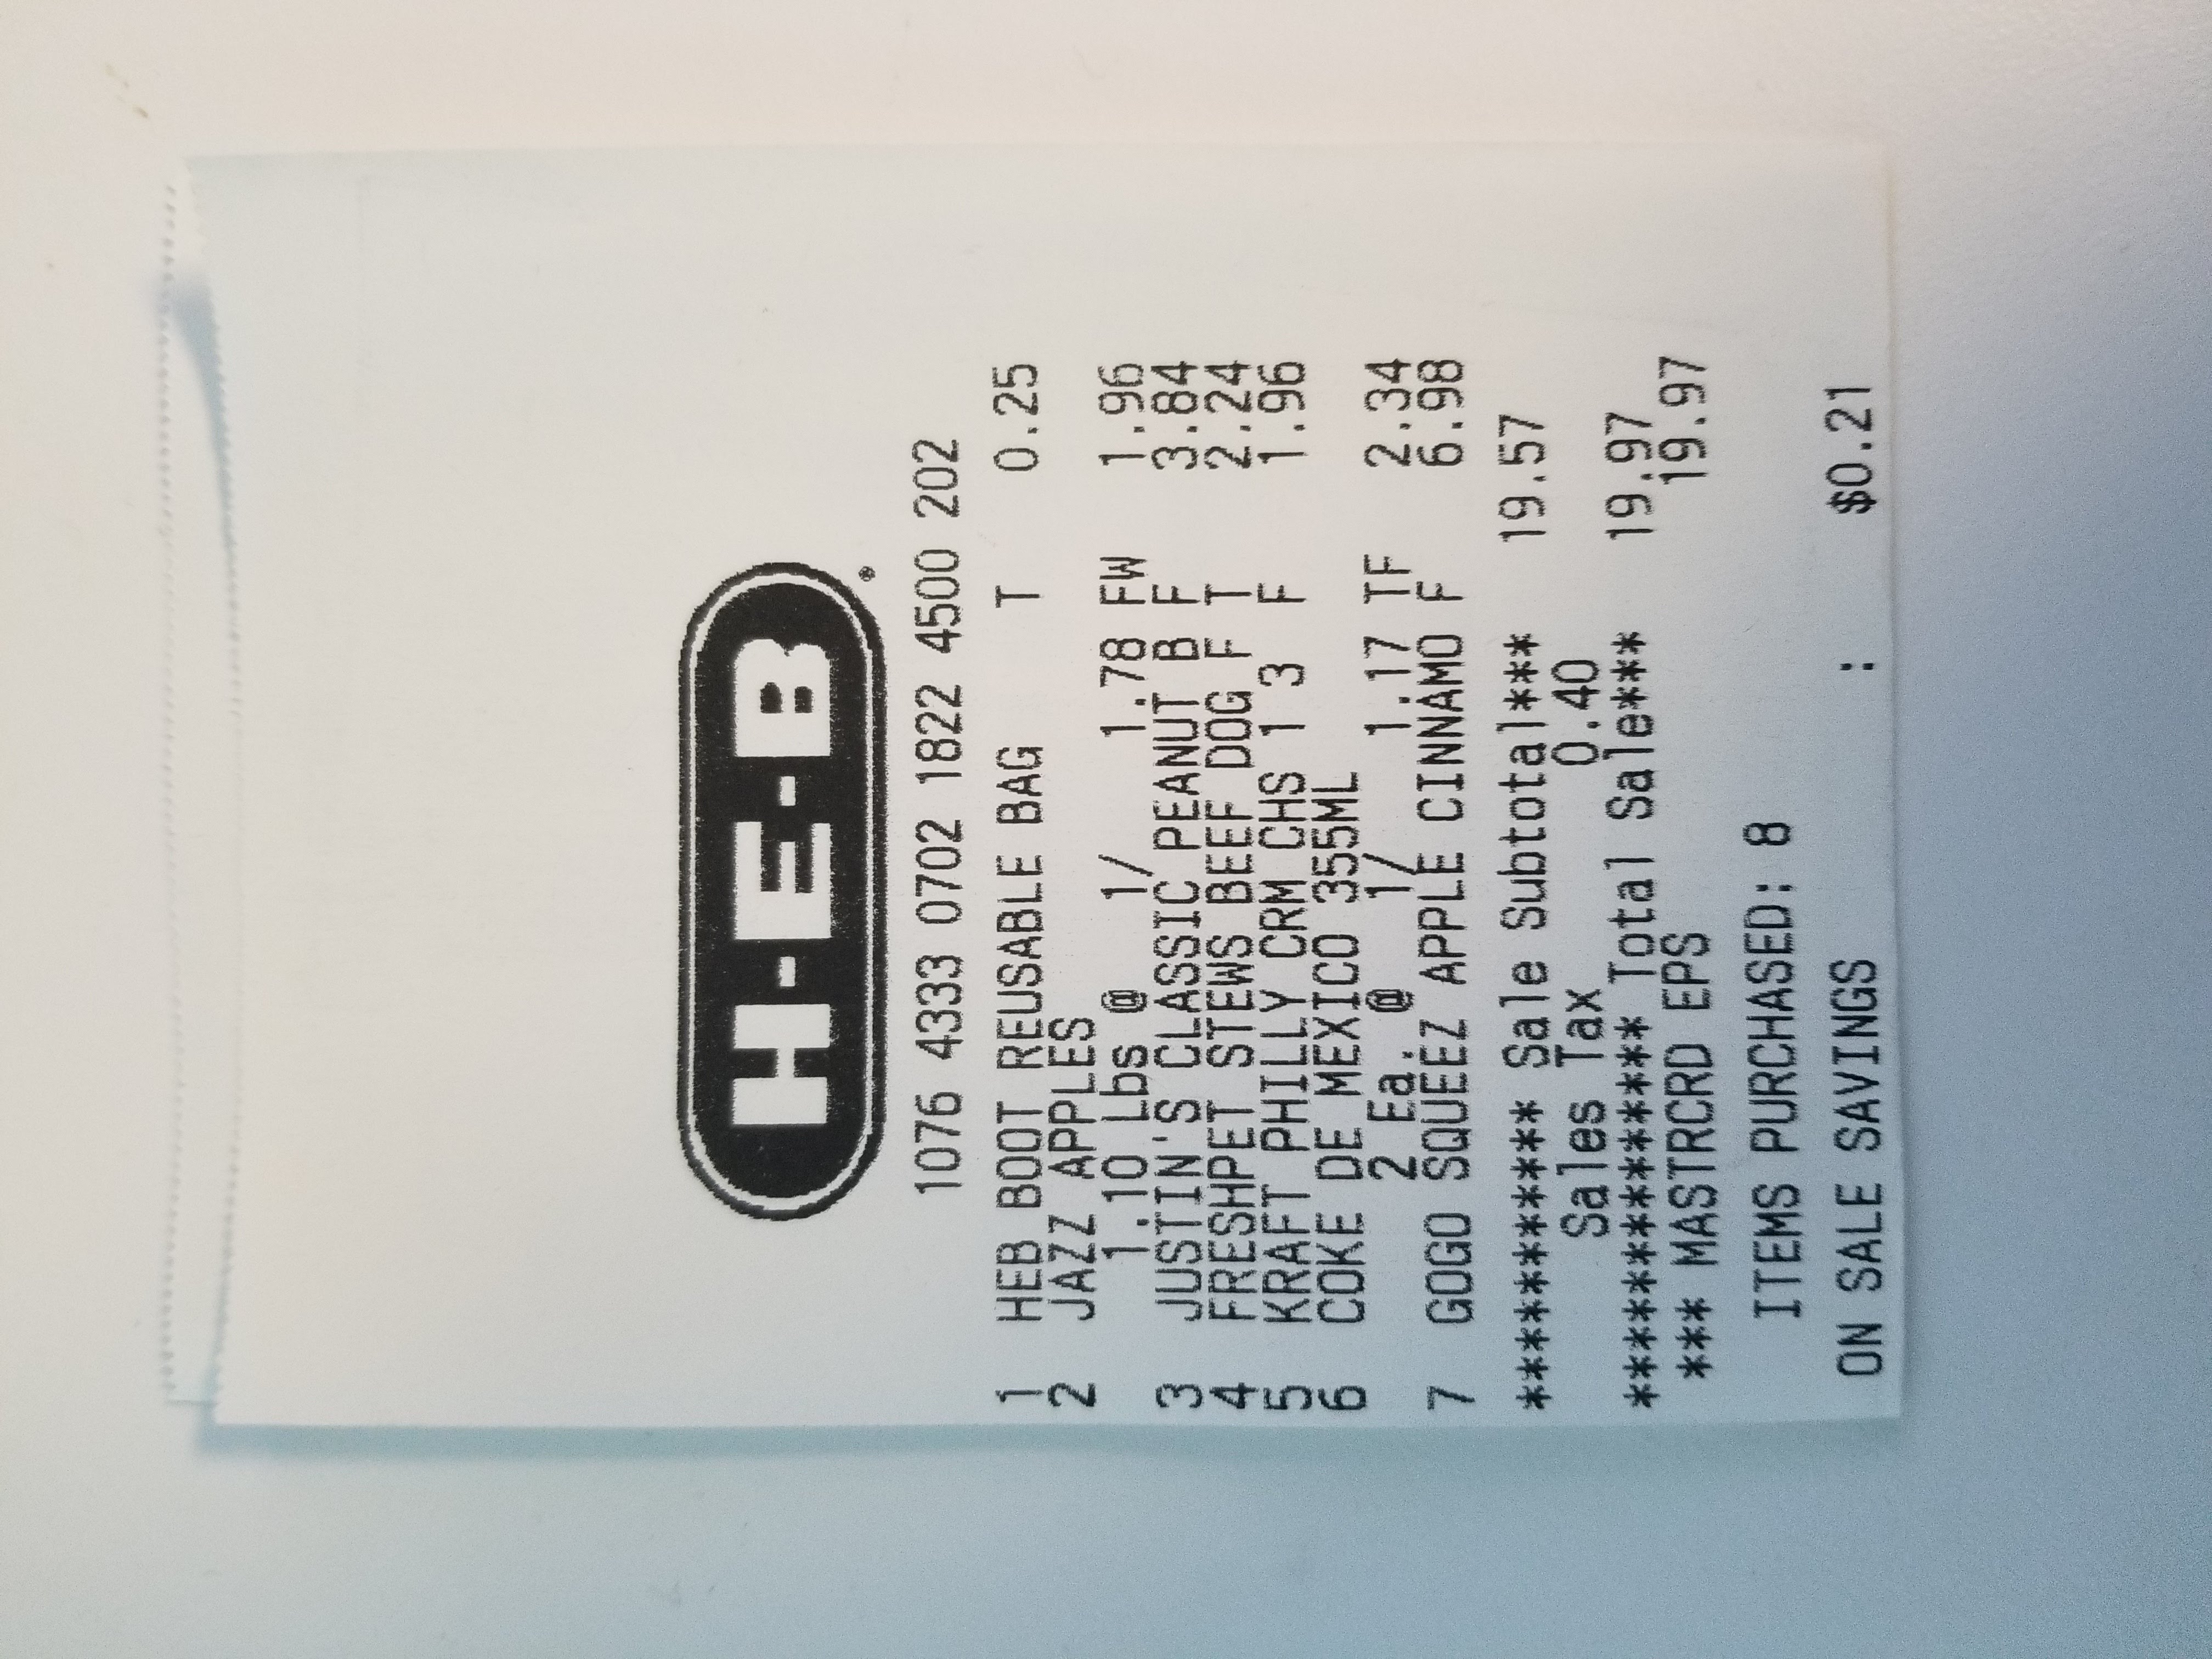 H-E-B
1076 4333 0702 1822 4500 202
1 HEB BOOT REUSABLE BAG T 0.25
2 JAZZ APPLES
1.10 Lbs @ 1/ 1.78 FW 1.96
3 JUSTIN'S CLASSIC PEANUT B F 3.84
4 FRESHPET STEWS BEEF DOG F T 2.24
5 KRAFT PHILLY CRM CHS 1 3 F 1.96
6 COKE DE MEXICO 355ML
2 Ea. @ 1/ 1.17 TF 2.34
7 GOGO SQUEEZ APPLE CINNAMO F 6.98
*********** Sale Subtotal*** 19.57
Sales Tax 0.40
************** Total Sale*** 19.97
*** MASTRCRD EPS 19.97
ITEMS PURCHASED: 8
ON SALE SAVINGS : $0.21